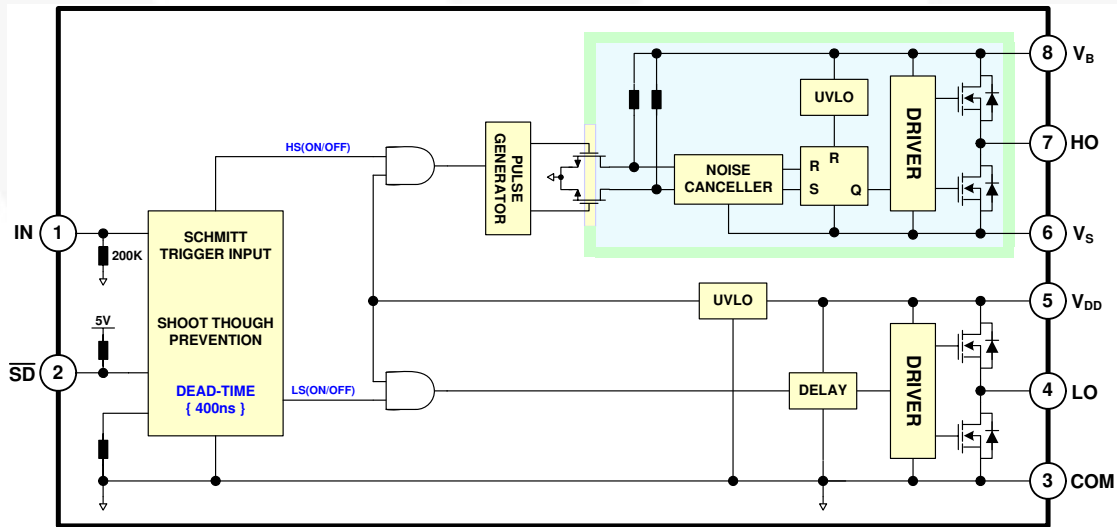 8 VB
UVLO
DRIVER
HS(ON/OFF)
PULSE GENERATOR
7 HO
NOISE
CANCELLER
R
R
S
Q
IN 1
200K
SCHMITT
TRIGGER INPUT
6 VS
UVLO
5 VDD
5V
SHOOT THOUGH
PREVENTION
SD 2
DEAD-TIME
{ 400ns }
LS(ON/OFF)
DELAY
DRIVER
4 LO
3 COM